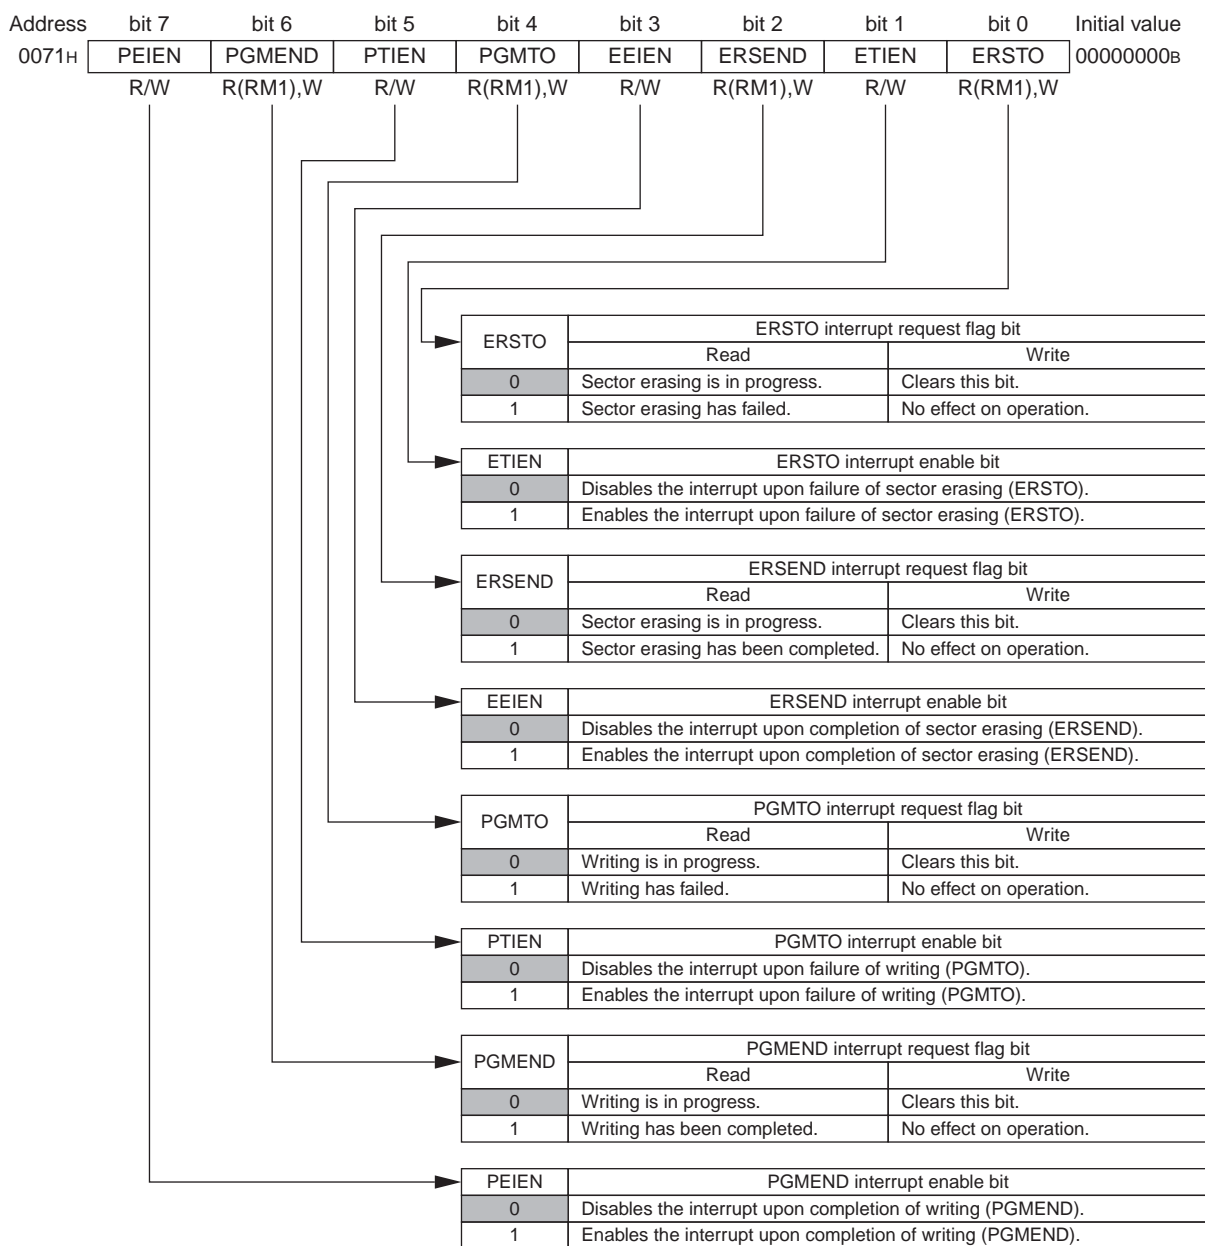 Address bit 7 bit 6 bit 5 bit 4 bit 3 bit 2 bit 1 bit 0 Initial value
0071H PEIEN PGMEND PTIEN PGMTO EEIEN ERSEND ETIEN ERSTO 00000000B
R/W R(RM1),W R/W R(RM1),W R/W R(RM1),W R/W R(RM1),W
ERSTO ERSTO interrupt request flag bit
Read Write
0 Sector erasing is in progress. Clears this bit.
1 Sector erasing has failed. No effect on operation.
ETIEN ERSTO interrupt enable bit
0 Disables the interrupt upon failure of sector erasing (ERSTO).
1 Enables the interrupt upon failure of sector erasing (ERSTO).
ERSEND ERSEND interrupt request flag bit
Read Write
0 Sector erasing is in progress. Clears this bit.
1 Sector erasing has been completed. No effect on operation.
EEIEN ERSEND interrupt enable bit
0 Disables the interrupt upon completion of sector erasing (ERSEND).
1 Enables the interrupt upon completion of sector erasing (ERSEND).
PGMTO PGMTO interrupt request flag bit
Read Write
0 Writing is in progress. Clears this bit.
1 Writing has failed. No effect on operation.
PTIEN PGMTO interrupt enable bit
0 Disables the interrupt upon failure of writing (PGMTO).
1 Enables the interrupt upon failure of writing (PGMTO).
PGMEND PGMEND interrupt request flag bit
Read Write
0 Writing is in progress. Clears this bit.
1 Writing has been completed. No effect on operation.
PEIEN PGMEND interrupt enable bit
0 Disables the interrupt upon completion of writing (PGMEND).
1 Enables the interrupt upon completion of writing (PGMEND).